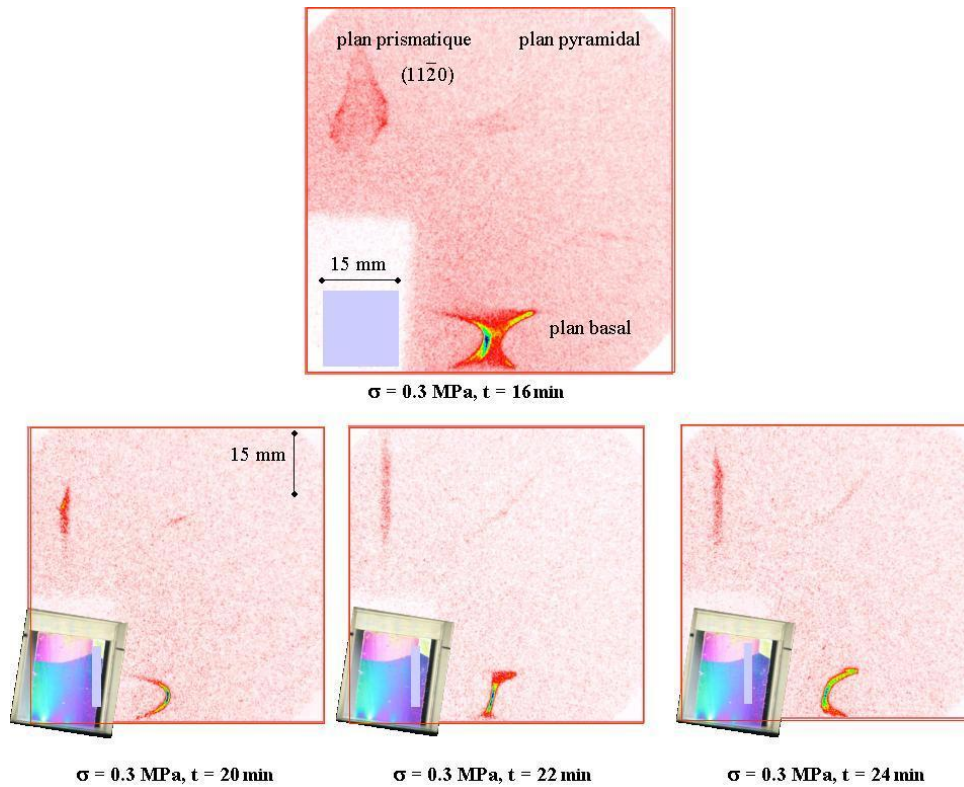 plan prismatique
plan pyramidal
(112̅0)
15 mm
plan basal
σ = 0.3 MPa, t = 16 min
15 mm
σ = 0.3 MPa, t = 20 min
σ = 0.3 MPa, t = 22 min
σ = 0.3 MPa, t = 24 min